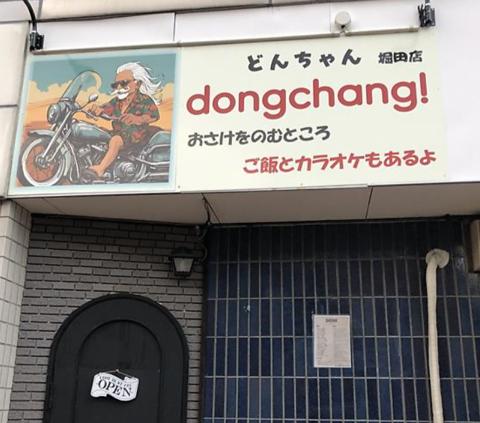 どんちゃん 堀田店
dongchang!
おさけをのむところ
ご飯とカラオケもあるよ
OPEN